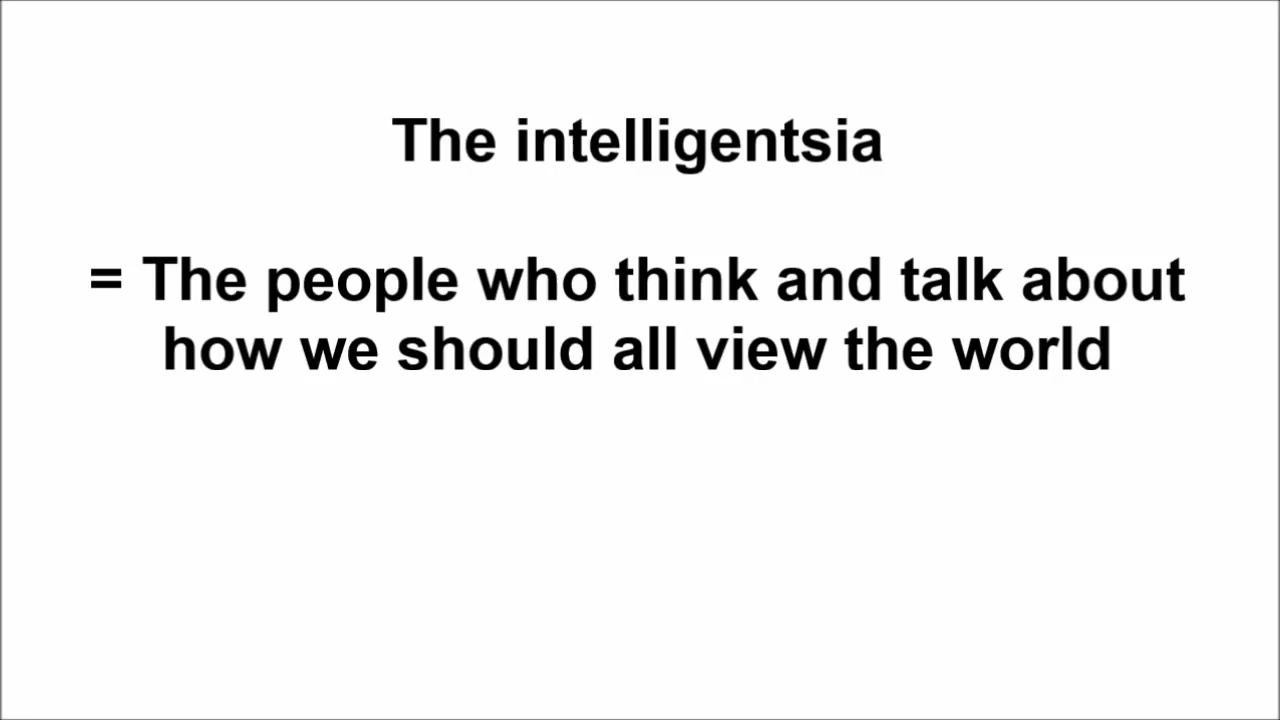 The intelligentsia
= The people who think and talk about
how we should all view the world